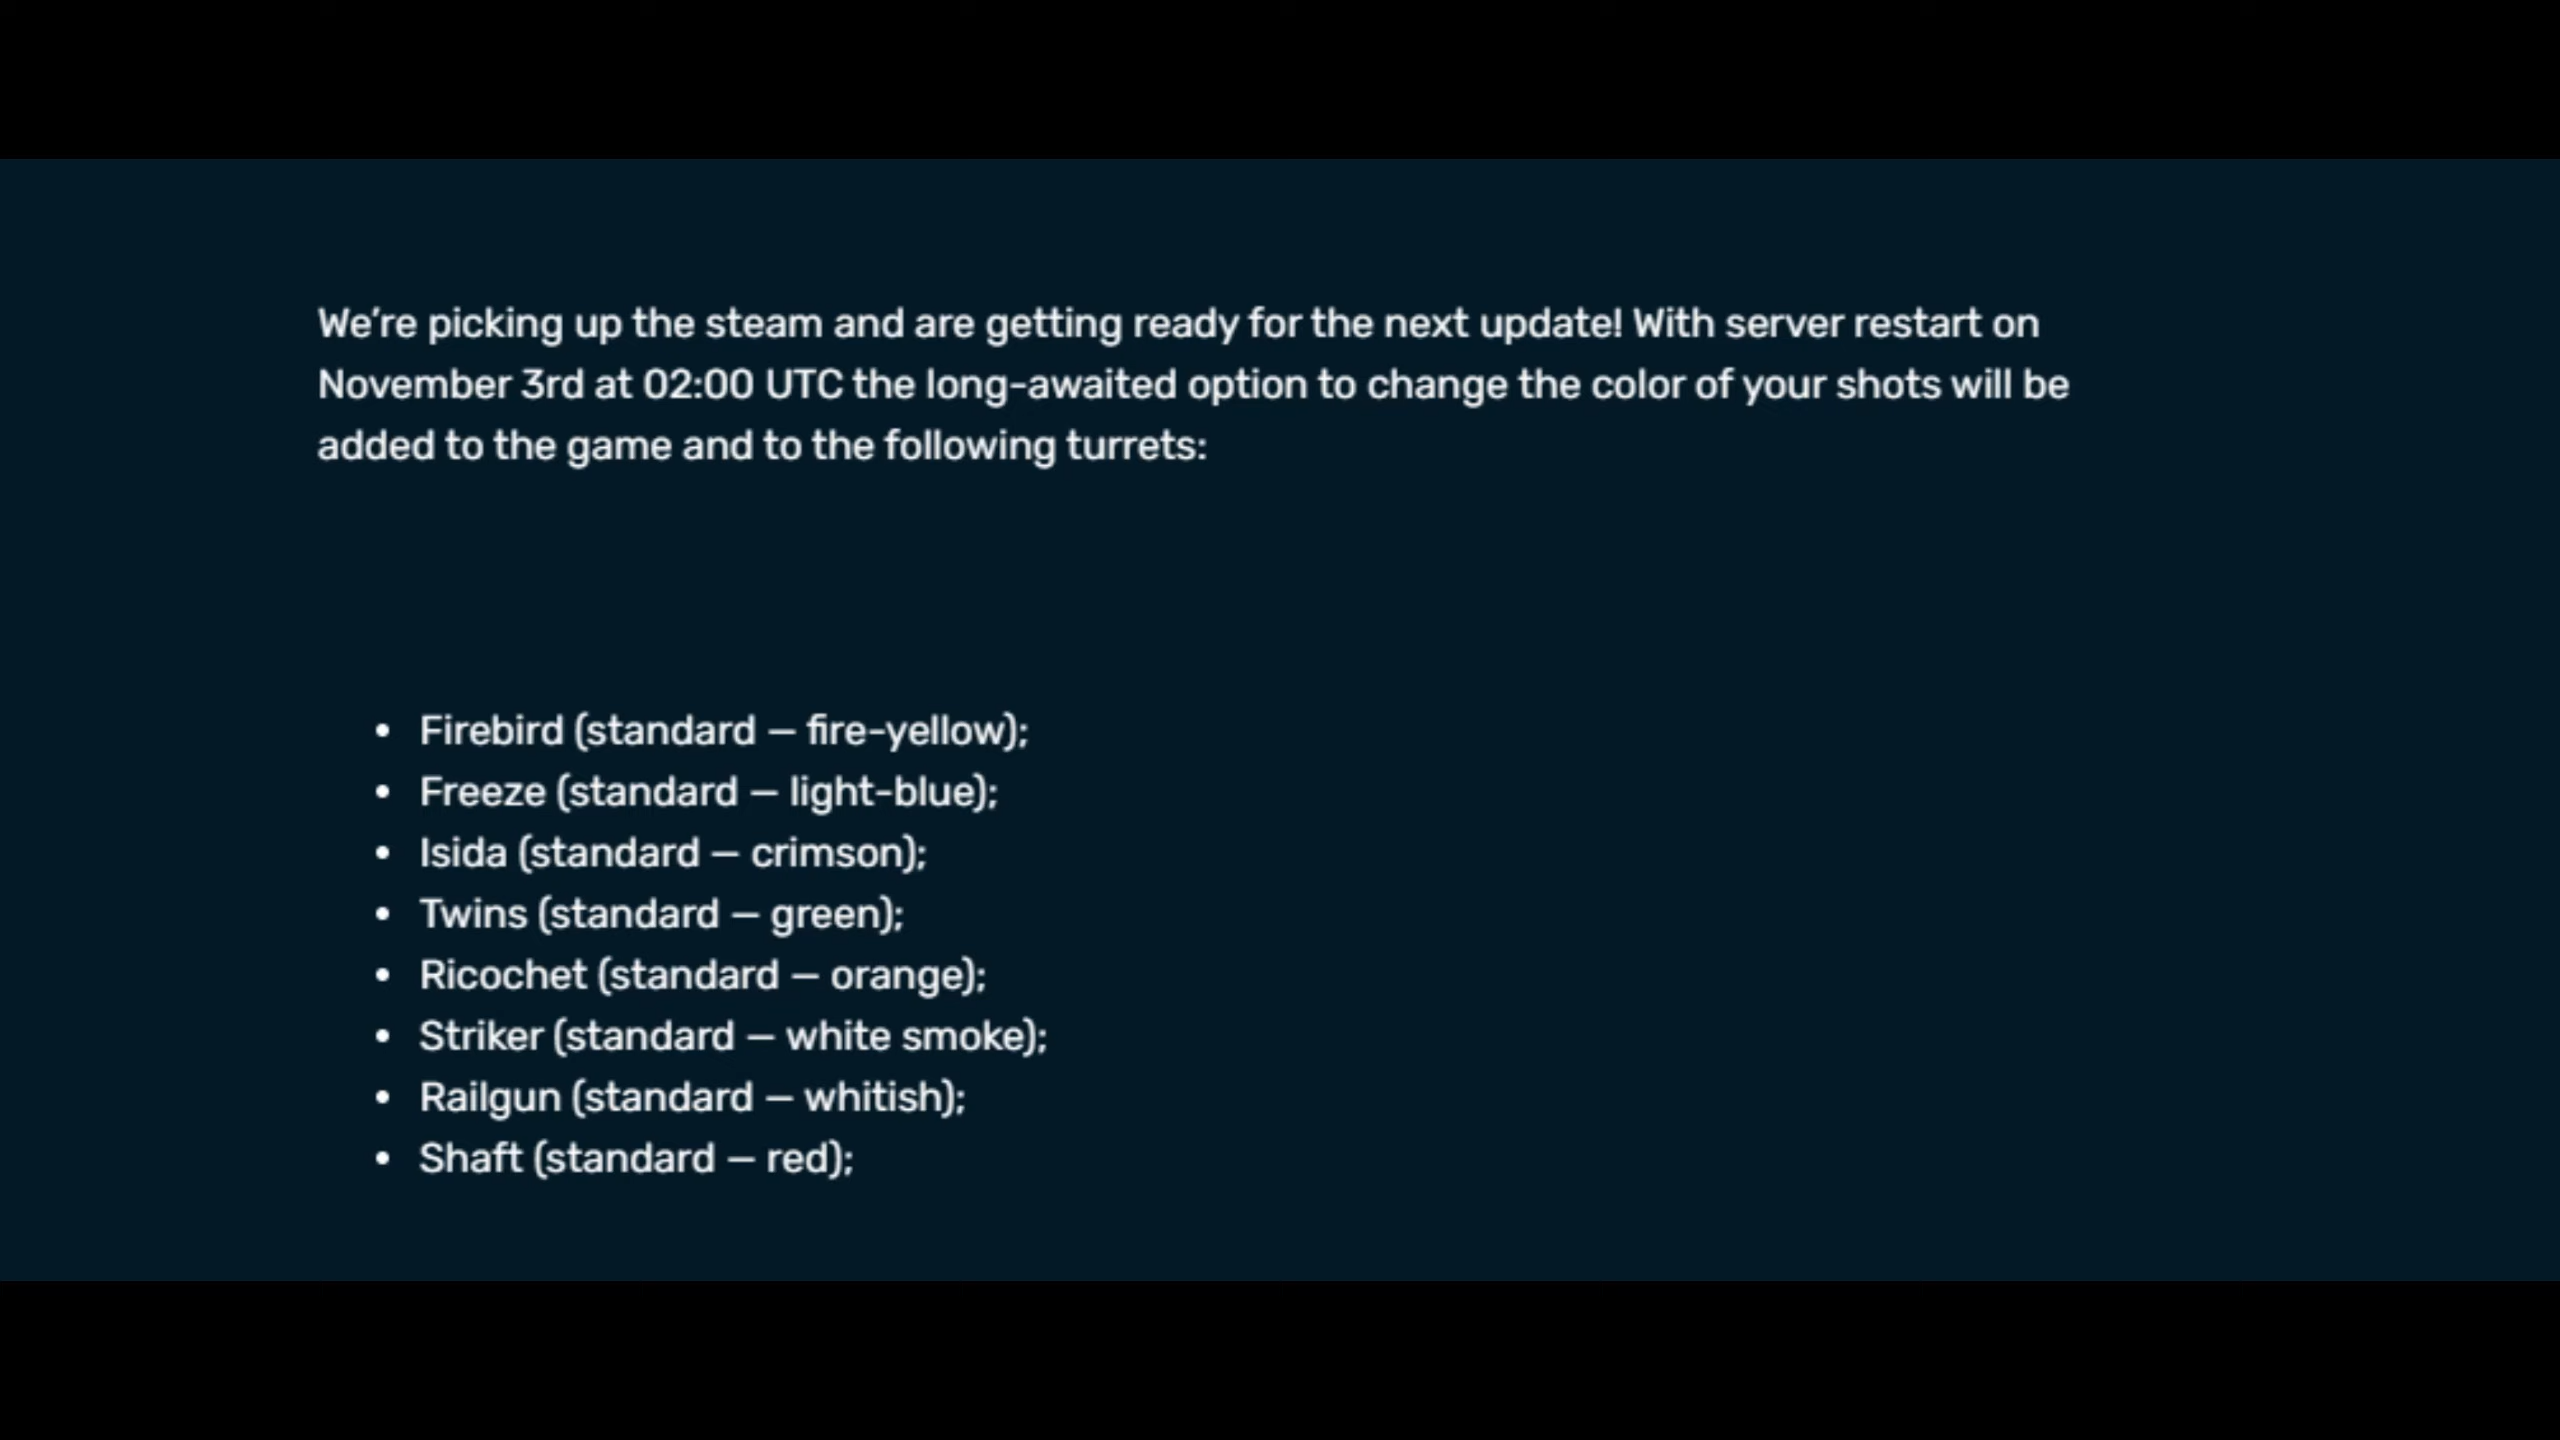 We’re picking up the steam and are getting ready for the next update! With server restart on
November 3rd at 02:00 UTC the long-awaited option to change the color of your shots will be
added to the game and to the following turrets:
• Firebird (standard — fire-yellow);
• Freeze (standard — light-blue);
• Isida (standard — crimson);
• Twins (standard — green);
• Ricochet (standard — orange);
• Striker (standard — white smoke);
• Railgun (standard — whitish);
• Shaft (standard — red);